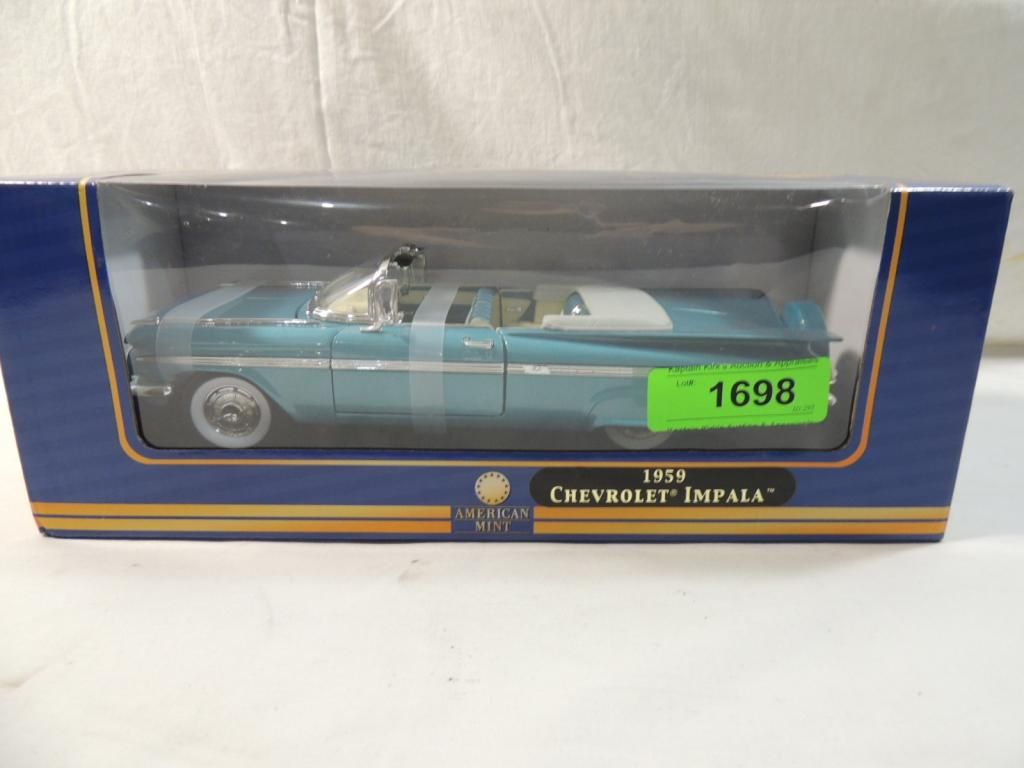 Kaptain Kirk's Auction & Appraisals
Lot#:
1698
1959
CHEVROLET® IMPALA™
AMERICAN
MINT